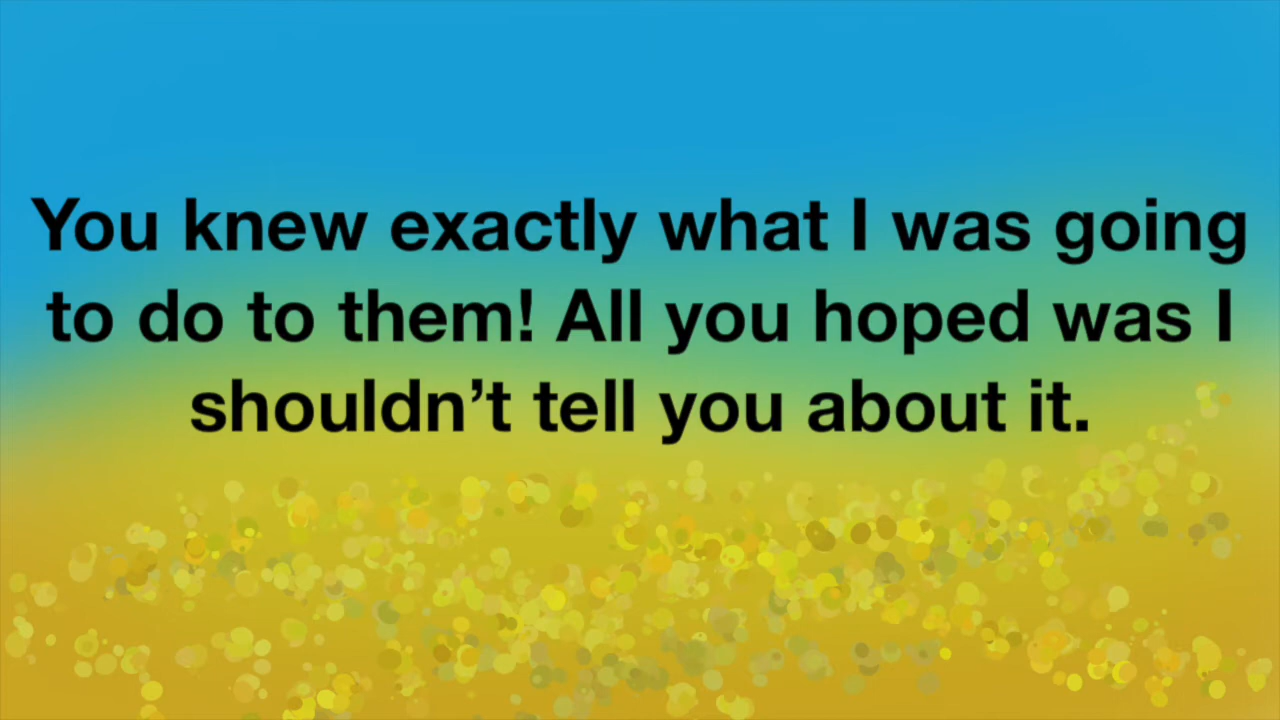 You knew exactly what I was going
to do to them! All you hoped was I
shouldn’t tell you about it.